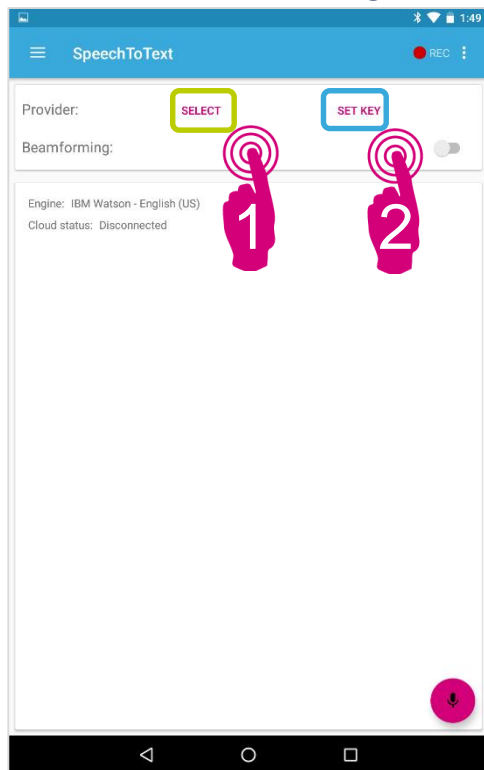 1:49
SpeechToText
REC
Provider: SELECT SET KEY
Beamforming:
Engine: IBM Watson - English (US)
Cloud status: Disconnected
1 2